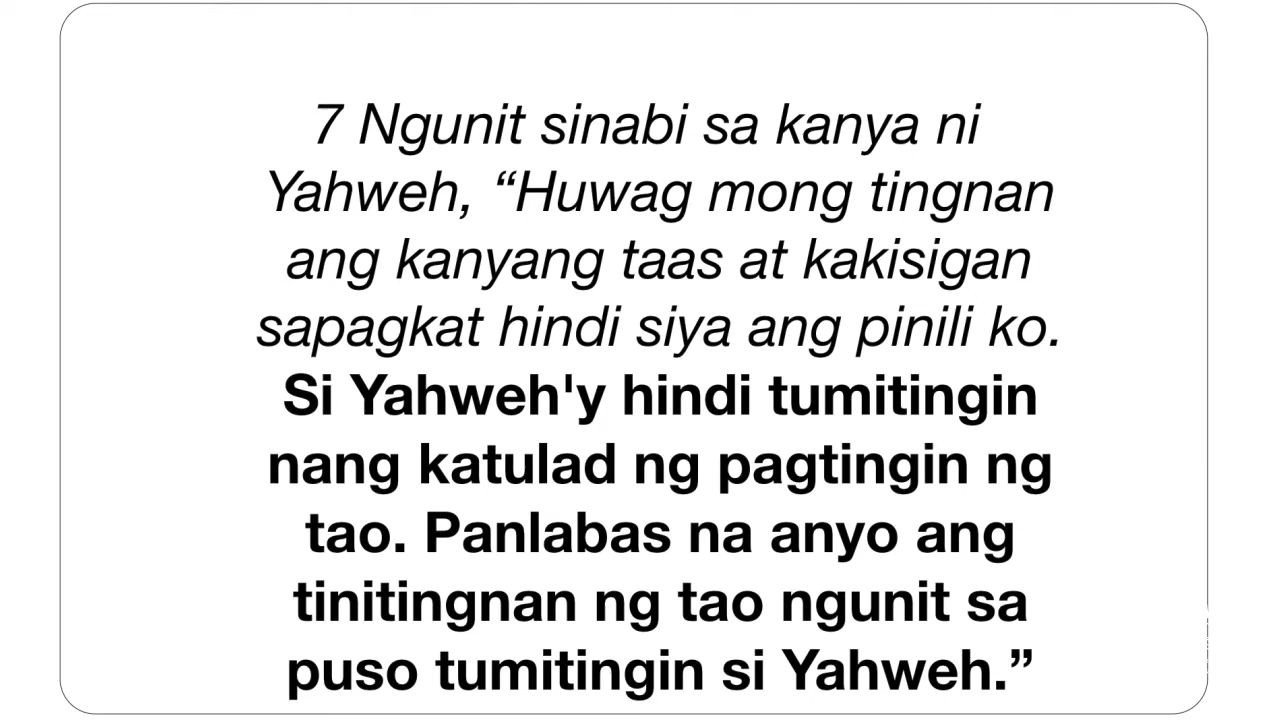 7 Ngunit sinabi sa kanya ni
Yahweh, “Huwag mong tingnan
ang kanyang taas at kakisigan
sapagkat hindi siya ang pinili ko.
Si Yahweh'y hindi tumitingin
nang katulad ng pagtingin ng
tao. Panlabas na anyo ang
tinitingnan ng tao ngunit sa
puso tumitingin si Yahweh.”